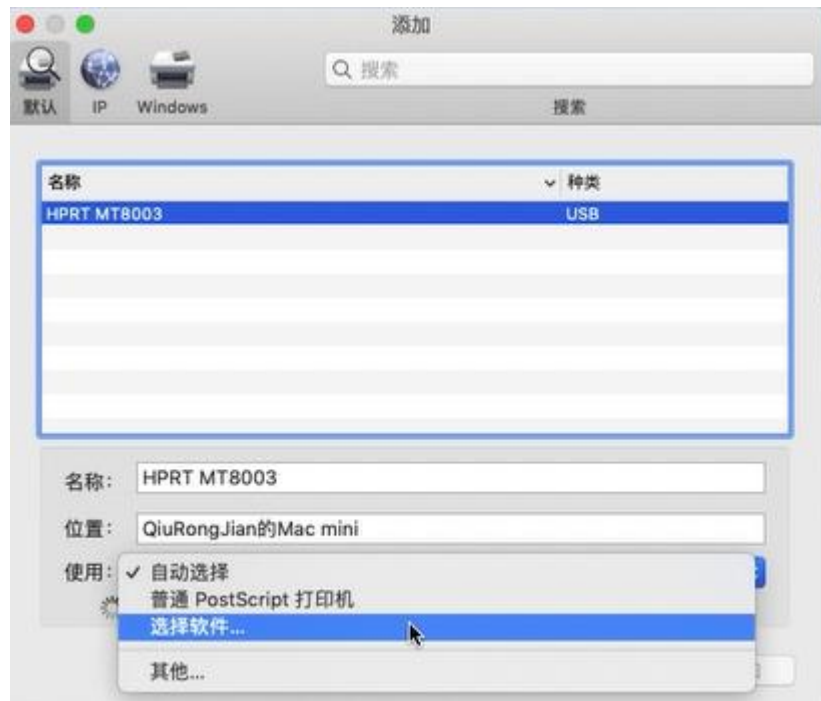 添加
搜索
默认 IP Windows 搜索
名称 种类
HPRT MT8003 USB
名称： HPRT MT8003
位置： QiuRongJian的Mac mini
使用： ✓ 自动选择
普通 PostScript 打印机
选择软件...
其他...